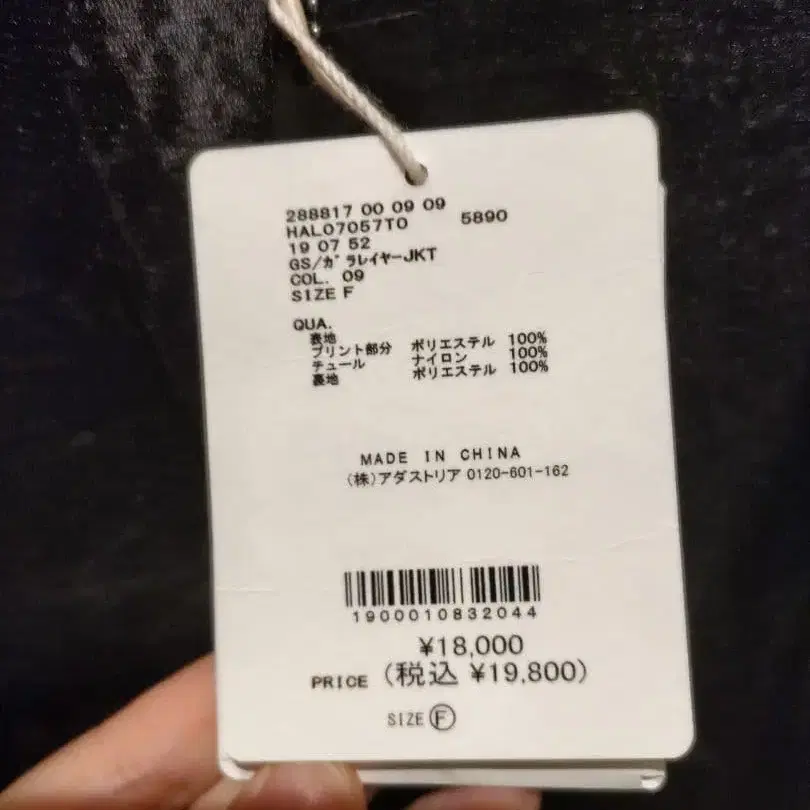 288817 00 09 09
HAL07057T0 5890
19 07 52
GS/ガラレイヤーJKT
COL. 09
SIZE F
QUA.
表地
プリント部分 ポリエステル 100%
チュール ナイロン 100%
裏地 ポリエステル 100%
MADE IN CHINA
(株)アダストリア 0120-601-162
1900010832044
¥18,000
PRICE (税込 ¥19,800)
SIZE F